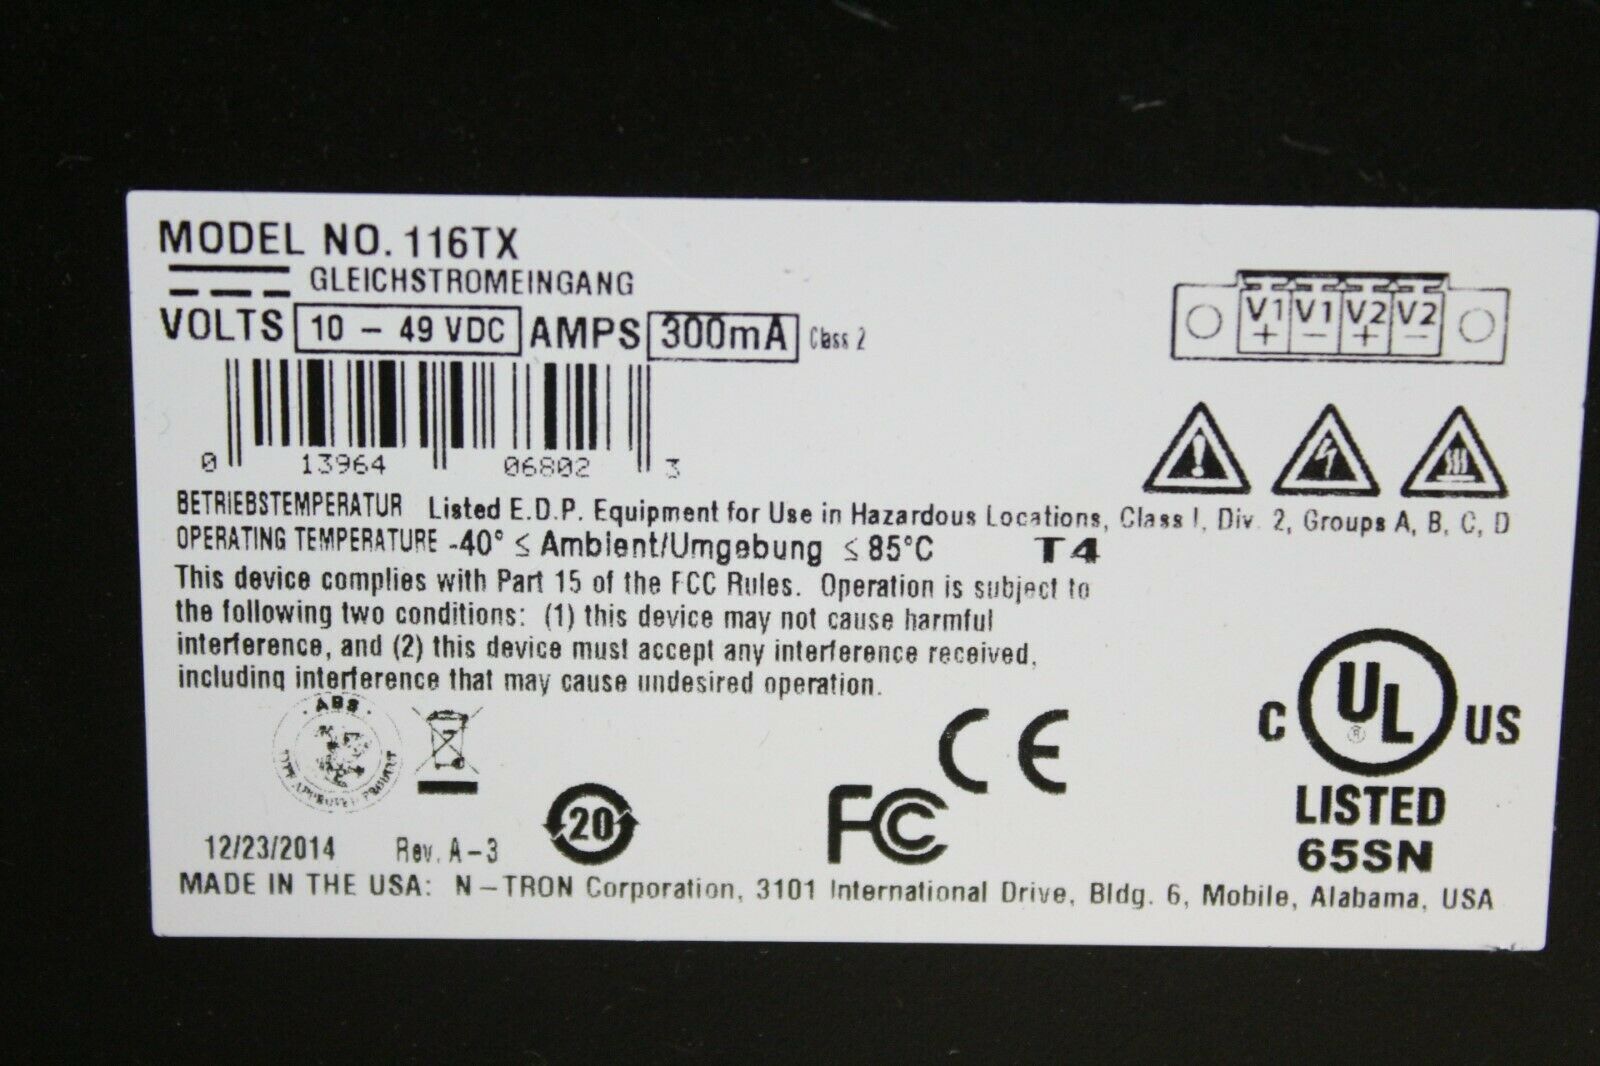 MODEL NO. 116TX
GLEICHSTROMEINGANG
VOLTS 10 – 49 VDC AMPS 300mA Class 2
V1 V1 V2 V2
+ – + –
0 13964 06802 3
BETRIEBSTEMPERATUR Listed E.D.P. Equipment for Use in Hazardous Locations, Class I, Div. 2, Groups A, B, C, D
OPERATING TEMPERATURE -40° ≤ Ambient/Umgebung ≤ 85°C T4
This device complies with Part 15 of the FCC Rules. Operation is subject to
the following two conditions: (1) this device may not cause harmful
interference, and (2) this device must accept any interference received,
including interference that may cause undesired operation.
· ABS ·
TYPE APPROVED PRODUCT
20
FCC
CE
C UL ® US
LISTED
65SN
12/23/2014 Rev. A-3
MADE IN THE USA: N-TRON Corporation, 3101 International Drive, Bldg. 6, Mobile, Alabama, USA